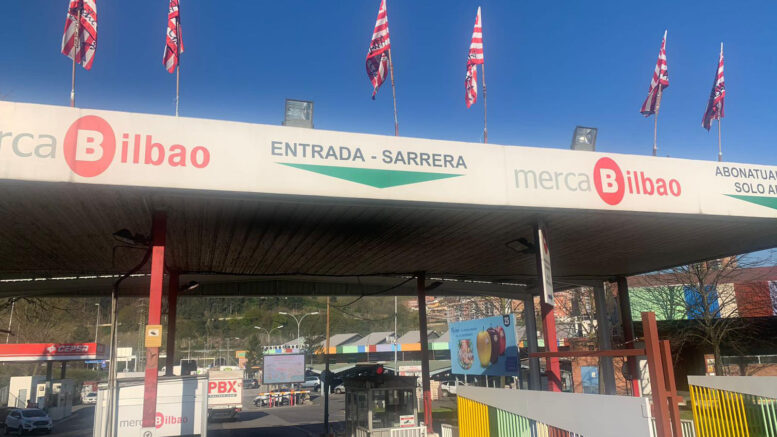 merca Bilbao
ENTRADA - SARRERA
merca Bilbao
ABONATUA
SOLO A
PBX
merca Bilbao